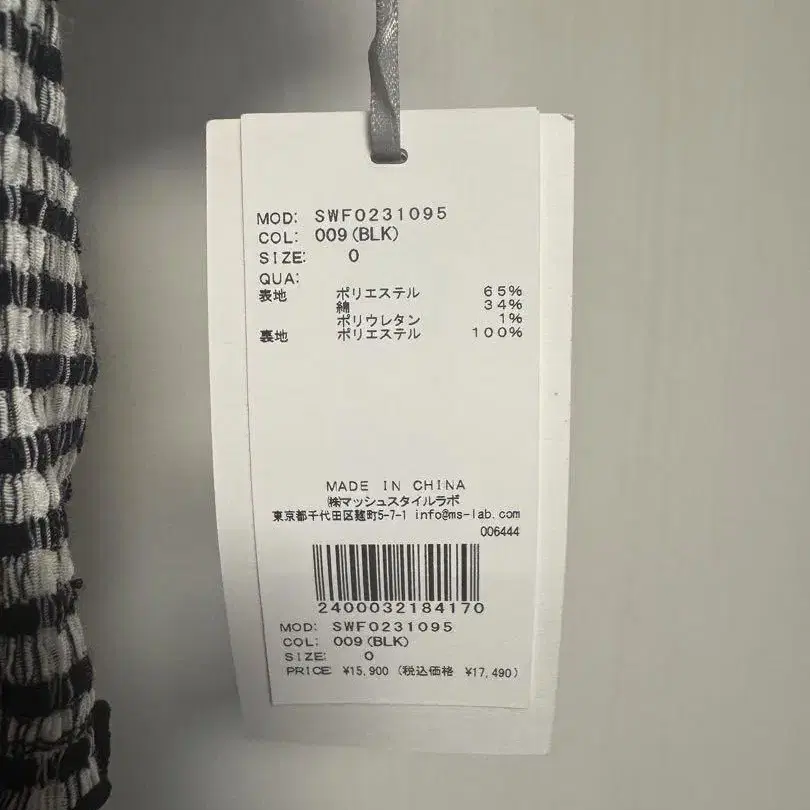 MOD: SWF0231095
COL: 009(BLK)
SIZE: 0
QUA:
表地 ポリエステル 65%
綿 34%
ポリウレタン 1%
裏地 ポリエステル 100%
MADE IN CHINA
㈱マッシュスタイルラボ
東京都千代田区麹町5-7-1 info@ms-lab.com
006444
2400032184170
MOD: SWF0231095
COL: 009(BLK)
SIZE: 0
PRICE: ¥15,900 (税込価格 ¥17,490)